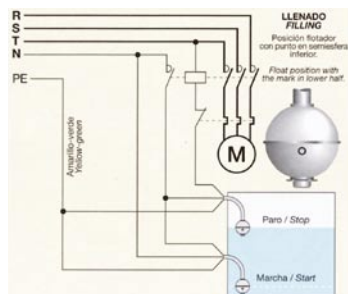 R
S
T
N
PE
LLENADO
FILLING
Posición flotador
con punto en semiesfera
inferior.
Float position with
the mark in lower half.
Amarillo-verde
Yellow-green
M
Paro / Stop
Marcha / Start